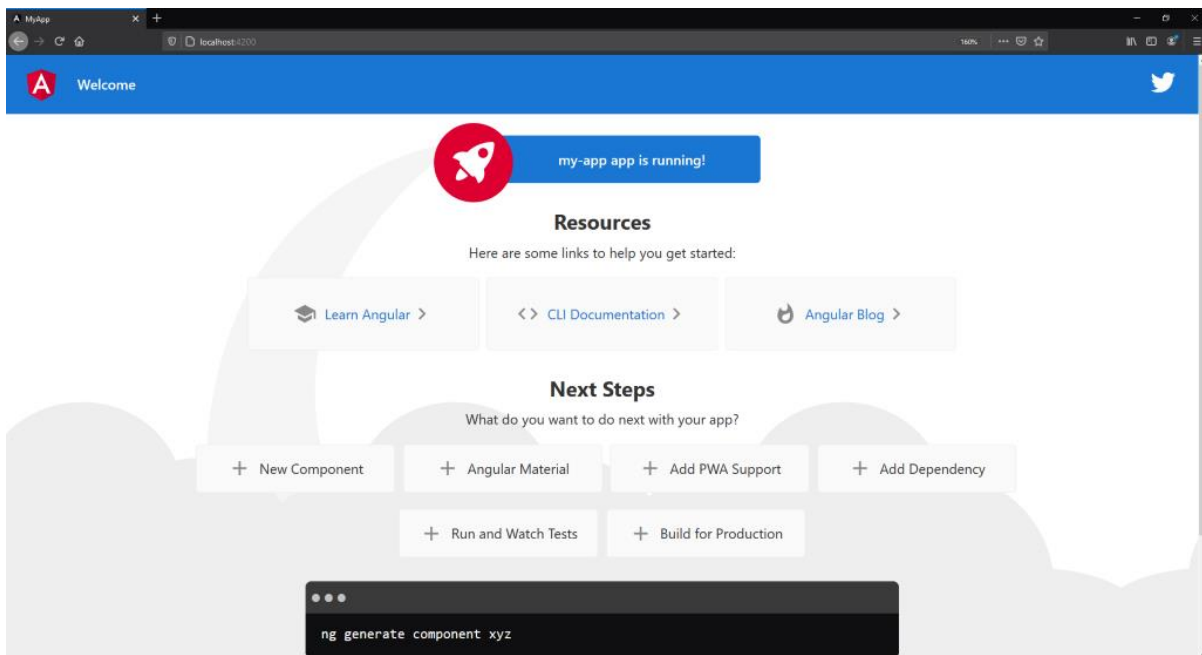 MyApp
localhost:4200
160%
A Welcome
my-app app is running!
Resources
Here are some links to help you get started:
Learn Angular
CLI Documentation
Angular Blog
Next Steps
What do you want to do next with your app?
New Component
Angular Material
Add PWA Support
Add Dependency
Run and Watch Tests
Build for Production
ng generate component xyz